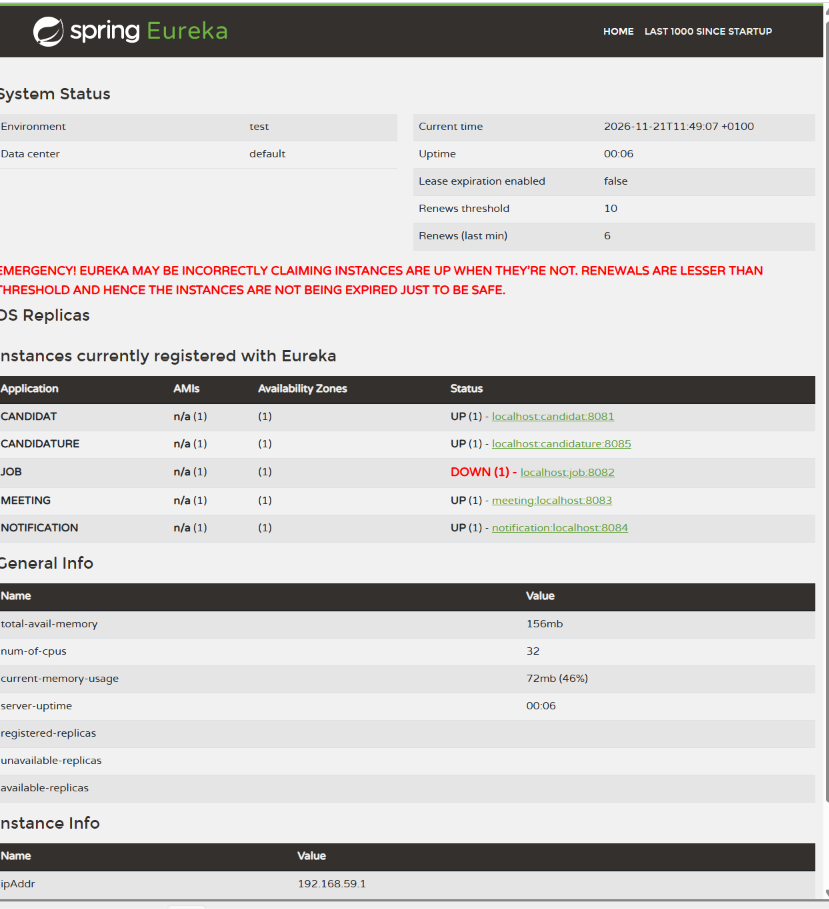 spring Eureka
HOME LAST 1000 SINCE STARTUP
System Status
Environment test
Data center default
Current time 2026-11-21T11:49:07 +0100
Uptime 00:06
Lease expiration enabled false
Renews threshold 10
Renews (last min) 6
EMERGENCY! EUREKA MAY BE INCORRECTLY CLAIMING INSTANCES ARE UP WHEN THEY'RE NOT. RENEWALS ARE LESSER THAN
THRESHOLD AND HENCE THE INSTANCES ARE NOT BEING EXPIRED JUST TO BE SAFE.
DS Replicas
Instances currently registered with Eureka
Application AMIs Availability Zones Status
CANDIDAT n/a (1) (1) UP (1) - localhost:candidat:8081
CANDIDATURE n/a (1) (1) UP (1) - localhost:candidature:8085
JOB n/a (1) (1) DOWN (1) - localhost:job:8082
MEETING n/a (1) (1) UP (1) - meeting:localhost:8083
NOTIFICATION n/a (1) (1) UP (1) - notification:localhost:8084
General Info
Name Value
total-avail-memory 156mb
num-of-cpus 32
current-memory-usage 72mb (46%)
server-uptime 00:06
registered-replicas
unavailable-replicas
available-replicas
Instance Info
Name Value
ipAddr 192.168.59.1